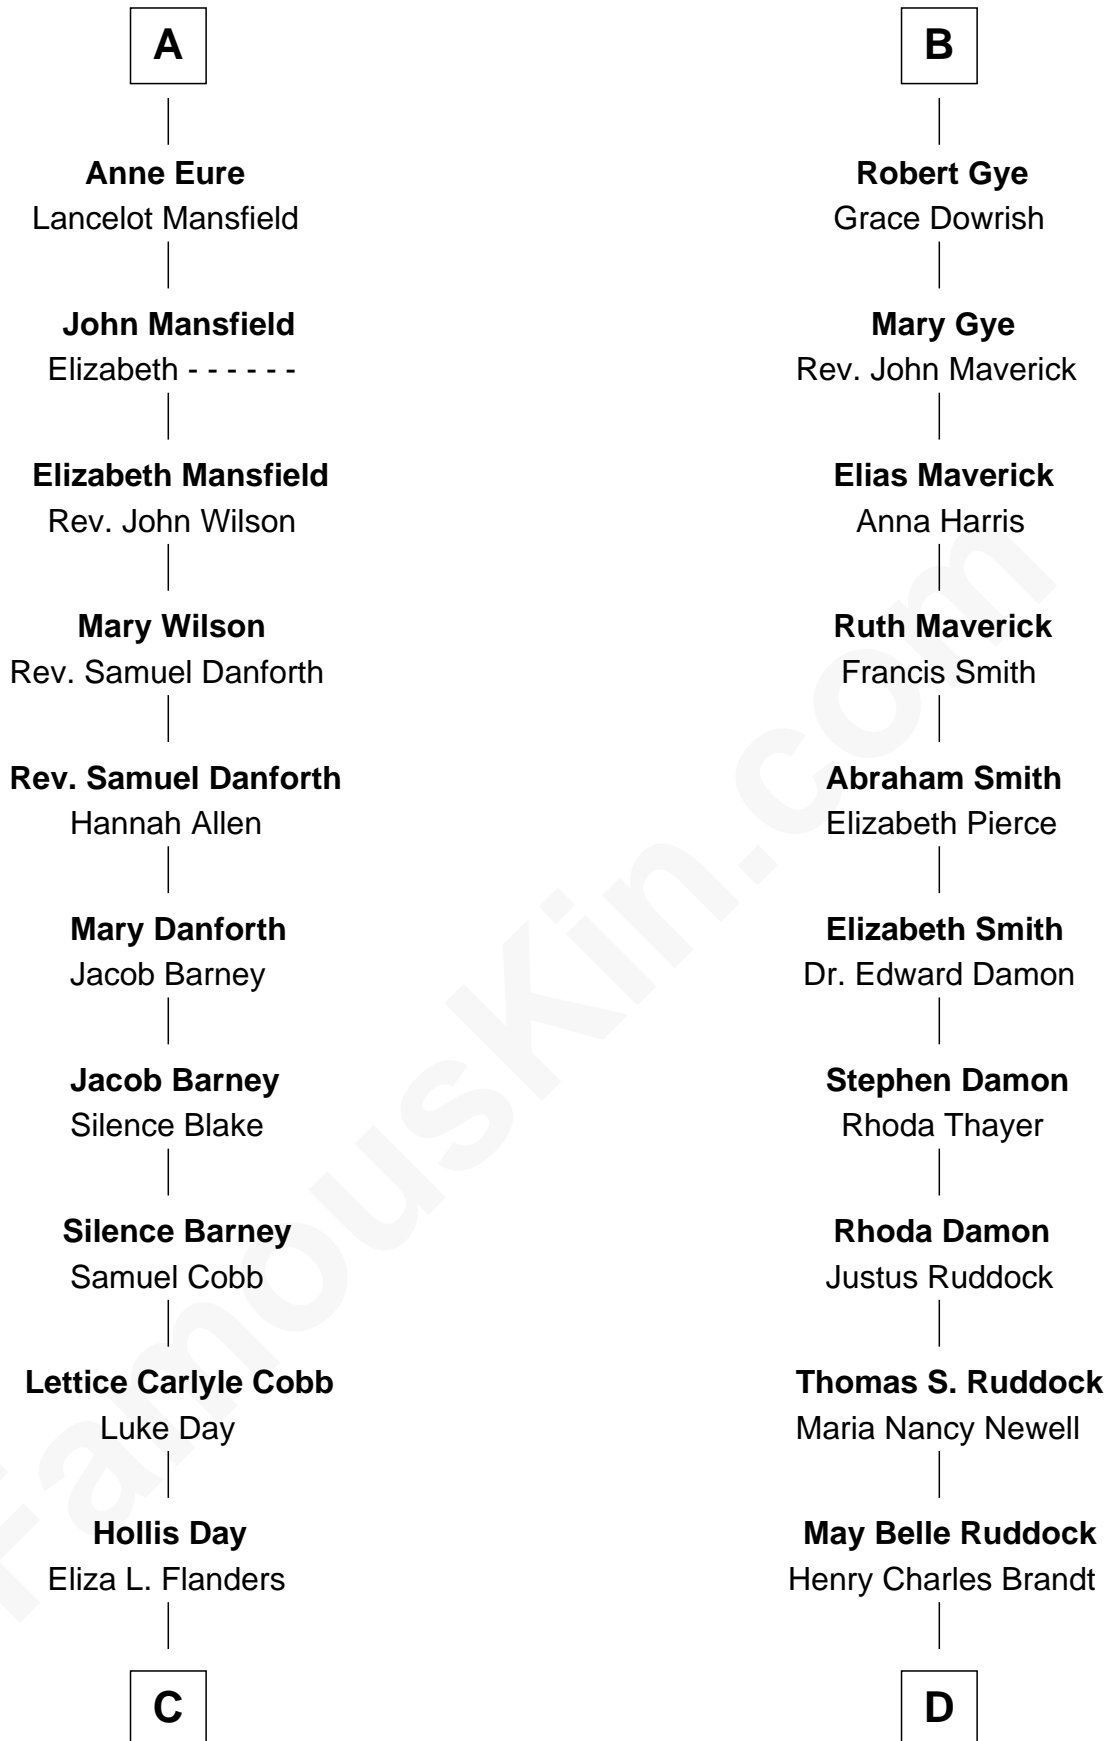 A
Anne Eure
Lancelot Mansfield
John Mansfield
Elizabeth - - - - - -
Elizabeth Mansfield
Rev. John Wilson
Mary Wilson
Rev. Samuel Danforth
Rev. Samuel Danforth
Hannah Allen
Mary Danforth
Jacob Barney
Jacob Barney
Silence Blake
Silence Barney
Samuel Cobb
Lettice Carlyle Cobb
Luke Day
Hollis Day
Eliza L. Flanders
C
B
Robert Gye
Grace Dowrish
Mary Gye
Rev. John Maverick
Elias Maverick
Anna Harris
Ruth Maverick
Francis Smith
Abraham Smith
Elizabeth Pierce
Elizabeth Smith
Dr. Edward Damon
Stephen Damon
Rhoda Thayer
Rhoda Damon
Justus Ruddock
Thomas S. Ruddock
Maria Nancy Newell
May Belle Ruddock
Henry Charles Brandt
D
FamousKin.com